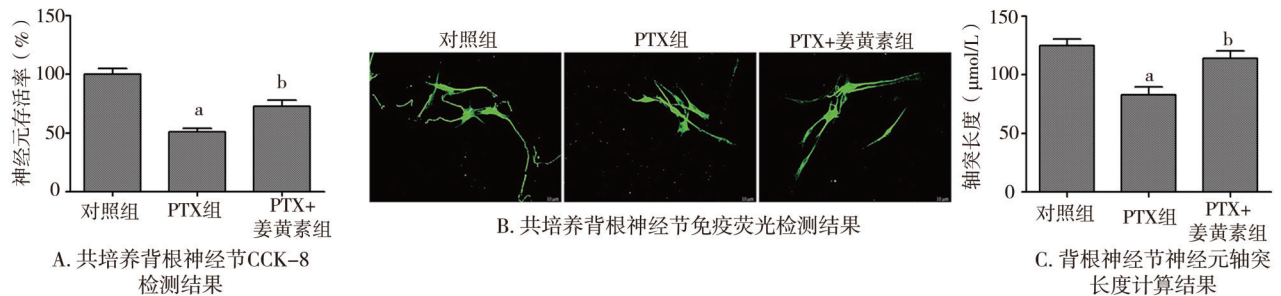 150
100
50
0
神经元存活率（%）
a
b
对照组
PTX组
PTX+
姜黄素组
A. 共培养背根神经节CCK-8
检测结果
对照组
PTX组
PTX+姜黄素组
B. 共培养背根神经节免疫荧光检测结果
150
100
50
0
轴突长度（μmol/L）
a
b
对照组
PTX组
PTX+
姜黄素组
C. 背根神经节神经元轴突
长度计算结果